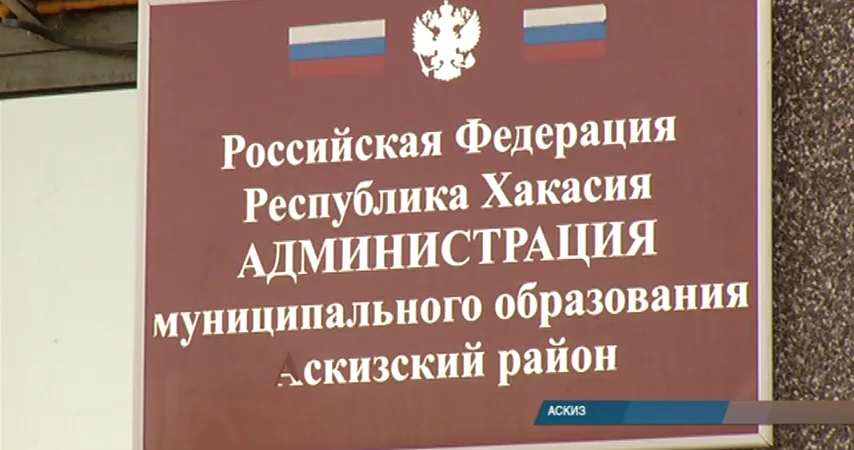 Российская Федерация
Республика Хакасия
АДМИНИСТРАЦИЯ
муниципального образования
Аскизский район
АСКИЗ